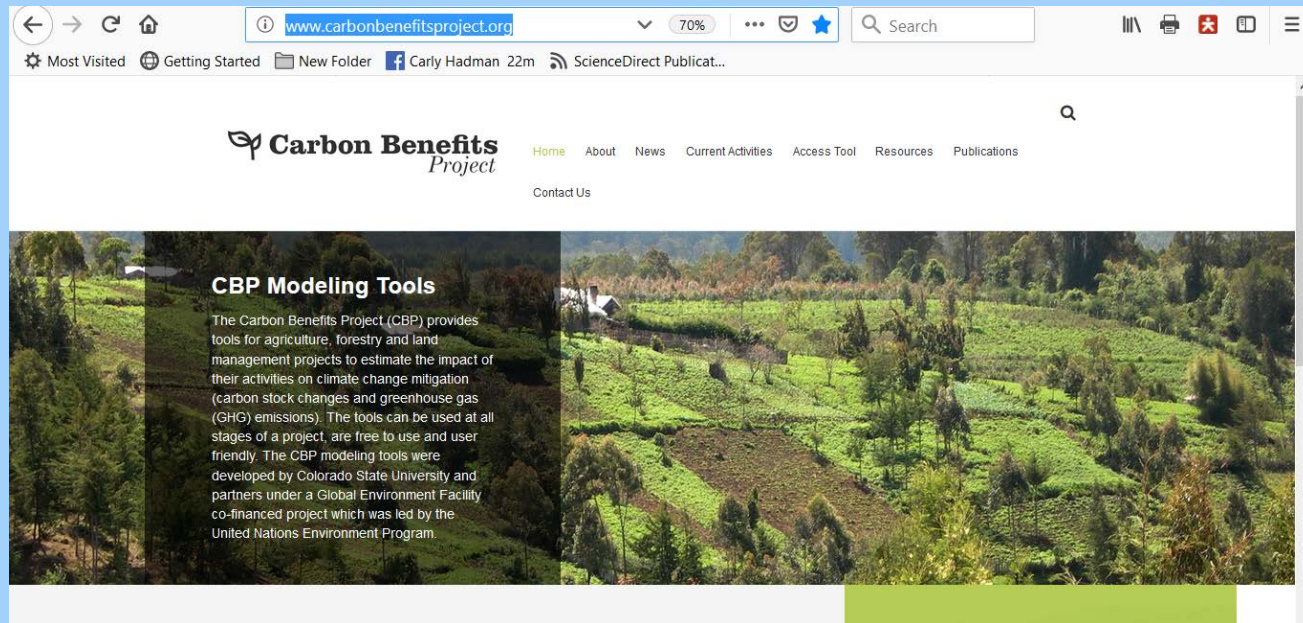 www.carbonbenefitsproject.org 70% Search
Most Visited Getting Started New Folder Carly Hadman 22m ScienceDirect Publicat...
Carbon Benefits
Project
Home About News Current Activities Access Tool Resources Publications
Contact Us
CBP Modeling Tools
The Carbon Benefits Project (CBP) provides
tools for agriculture, forestry and land
management projects to estimate the impact of
their activities on climate change mitigation
(carbon stock changes and greenhouse gas
(GHG) emissions). The tools can be used at all
stages of a project, are free to use and user
friendly. The CBP modeling tools were
developed by Colorado State University and
partners under a Global Environment Facility
co-financed project which was led by the
United Nations Environment Program.